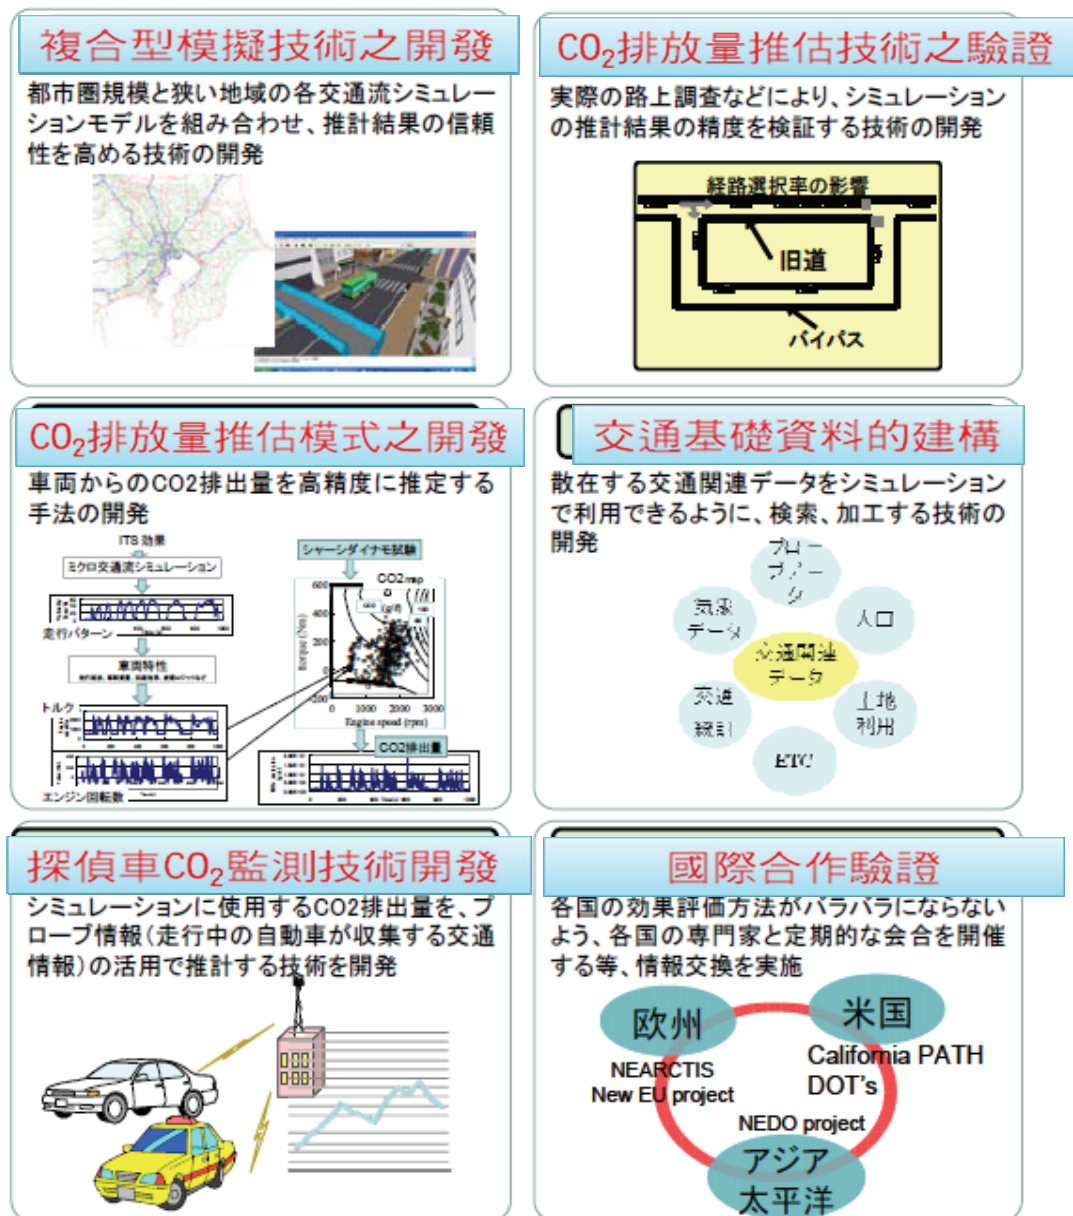 複合型模擬技術之開發
都市圏規模と狭い地域の各交通流シミュレー
ションモデルを組み合わせ、推計結果の信頼
性を高める技術の開発
CO₂排放量推估技術之驗證
実際の路上調査などにより、シミュレーション
の推計結果の精度を検証する技術の開発
経路選択率の影響
旧道
バイパス
CO₂排放量推估模式之開發
車両からのCO2排出量を高精度に推定する
手法の開発
ITS 効果
ミクロ交通流シミュレーション
走行パターン
車両特性
トルク
エンジン回転数
シャーシダイナモ試験
CO2 map
(g/d)
600
400
200
0
-200
Torque (Nm)
0 1000 2000 3000
Engine speed (rpm)
CO2排出量
交通基礎資料的建構
散在する交通関連データをシミュレーション
で利用できるように、検索、加工する技術の
開発
プロー
ブデー
タ
気象
データ
人口
交通関連
データ
交通
統計
土地
利用
ETC
探偵車CO₂監測技術開發
シミュレーションに使用するCO2排出量を、プ
ローブ情報(走行中の自動車が収集する交通
情報)の活用で推計する技術を開発
國際合作驗證
各国の効果評価方法がバラバラにならない
よう、各国の専門家と定期的な会合を開催
する等、情報交換を実施
欧州
NEARCTIS
New EU project
米国
California PATH
DOT's
NEDO project
アジア
太平洋